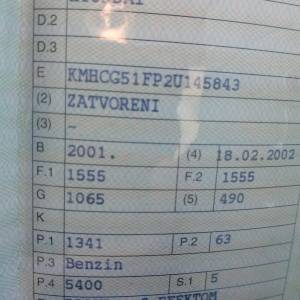 HYUNDAI
D.2
D.3
E KMHCG51FP2U145843
(2) ZATVORENI
(3) –
B 2001. (4) 18.02.2002
F.1 1555 F.2 1555
G 1065 (5) 490
K
P.1 1341 P.2 63
P.3 Benzin
P.4 5400 S.1 5